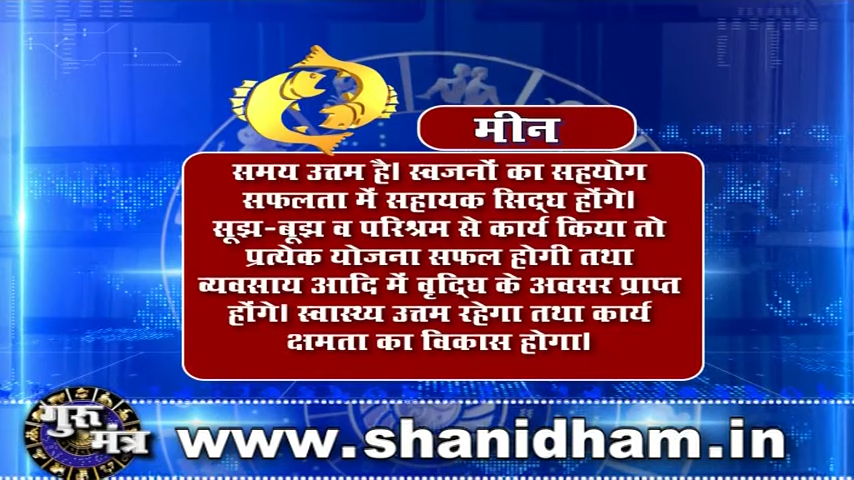 मीन
समय उत्तम है। स्वजनों का सहयोग
सफलता में सहायक सिद्घ होंगे।
सूझ-बूझ व परिश्रम से कार्य किया तो
प्रत्येक योजना सफल होगी तथा
व्यवसाय आदि में वृदि्घ के अवसर प्राप्त
होंगे। स्वास्थ्य उत्तम रहेगा तथा कार्य
क्षमता का विकास होगा।
गुरु
मंत्र
www.shanidham.in